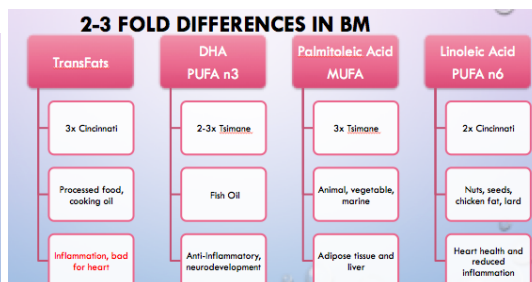 2-3 FOLD DIFFERENCES IN BM
TransFats
3x Cincinnati
Processed food,
cooking oil
Inflammation, bad
for heart
DHA
PUFA n3
2-3x Tsimane
Fish Oil
Anti-inflammatory,
neurodevelopment
Palmitoleic Acid
MUFA
3x Tsimane
Animal, vegetable,
marine
Adipose tissue and
liver
Linoleic Acid
PUFA n6
2x Cincinnati
Nuts, seeds,
chicken fat, lard
Heart health and
reduced
inflammation